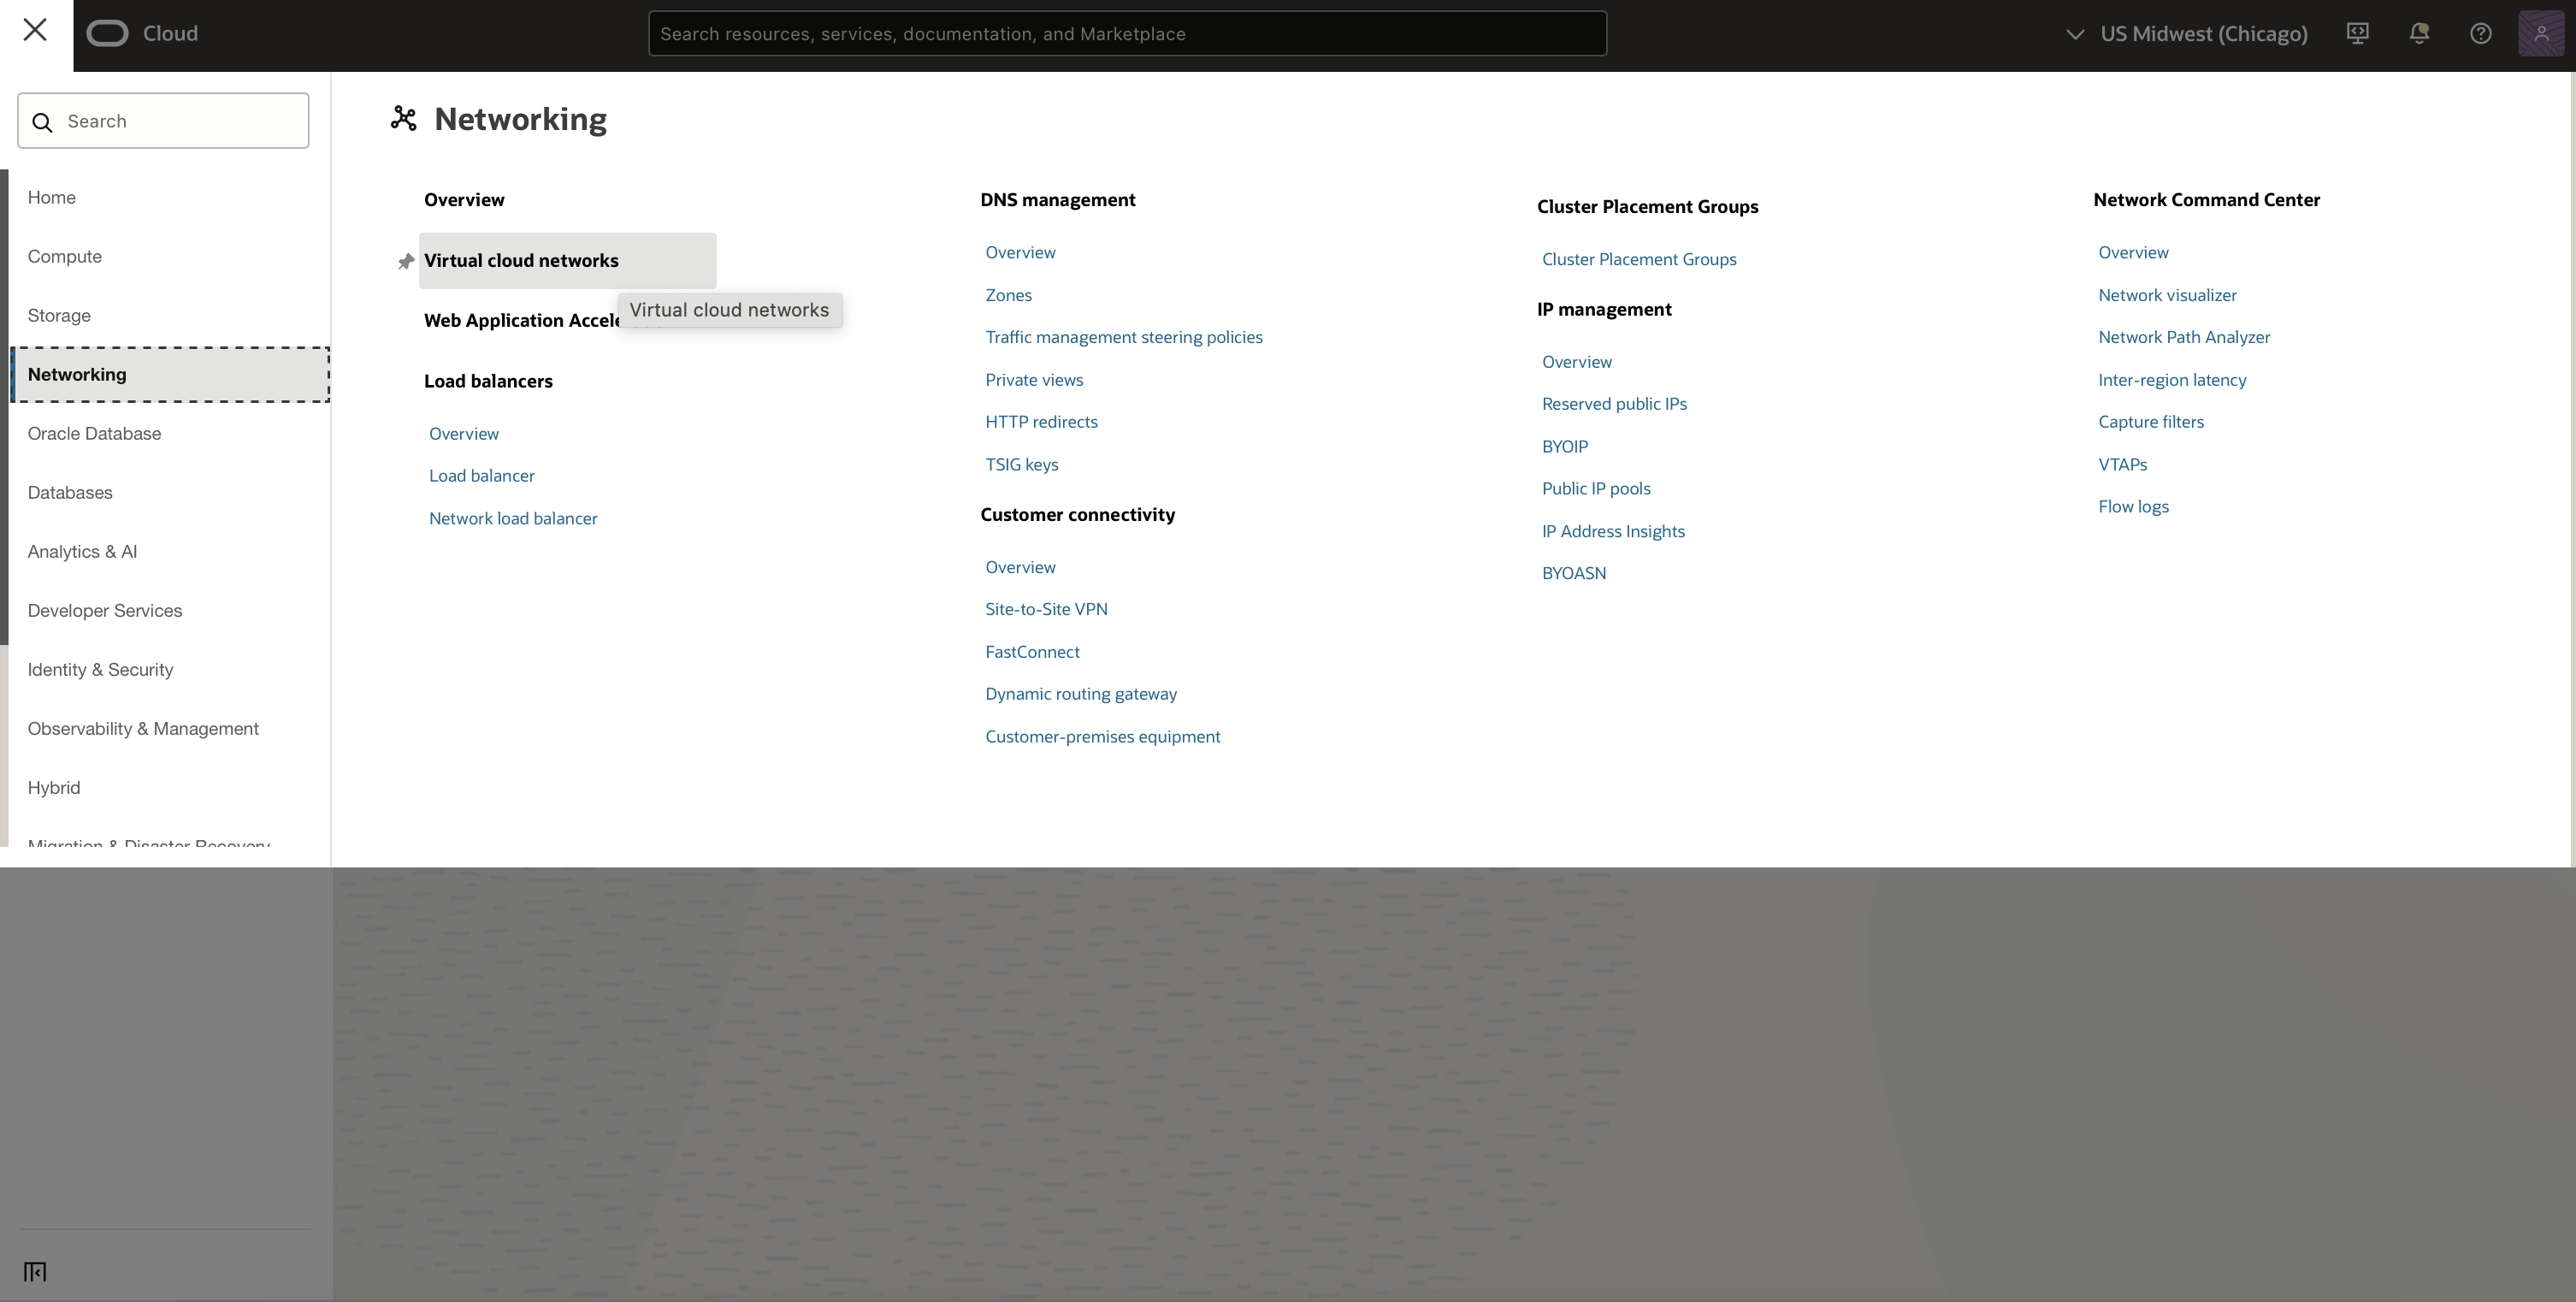 Cloud
Search resources, services, documentation, and Marketplace
US Midwest (Chicago)
Search
Home
Compute
Storage
Networking
Oracle Database
Databases
Analytics & AI
Developer Services
Identity & Security
Observability & Management
Hybrid
Migration & Disaster Recovery
Networking
Overview
Virtual cloud networks
Virtual cloud networks
Web Application
Load balancers
Overview
Load balancer
Network load balancer
DNS management
Overview
Zones
Traffic management steering policies
Private views
HTTP redirects
TSIG keys
Customer connectivity
Overview
Site-to-Site VPN
FastConnect
Dynamic routing gateway
Customer-premises equipment
Cluster Placement Groups
Cluster Placement Groups
IP management
Overview
Reserved public IPs
BYOIP
Public IP pools
IP Address Insights
BYOASN
Network Command Center
Overview
Network visualizer
Network Path Analyzer
Inter-region latency
Capture filters
VTAPs
Flow logs